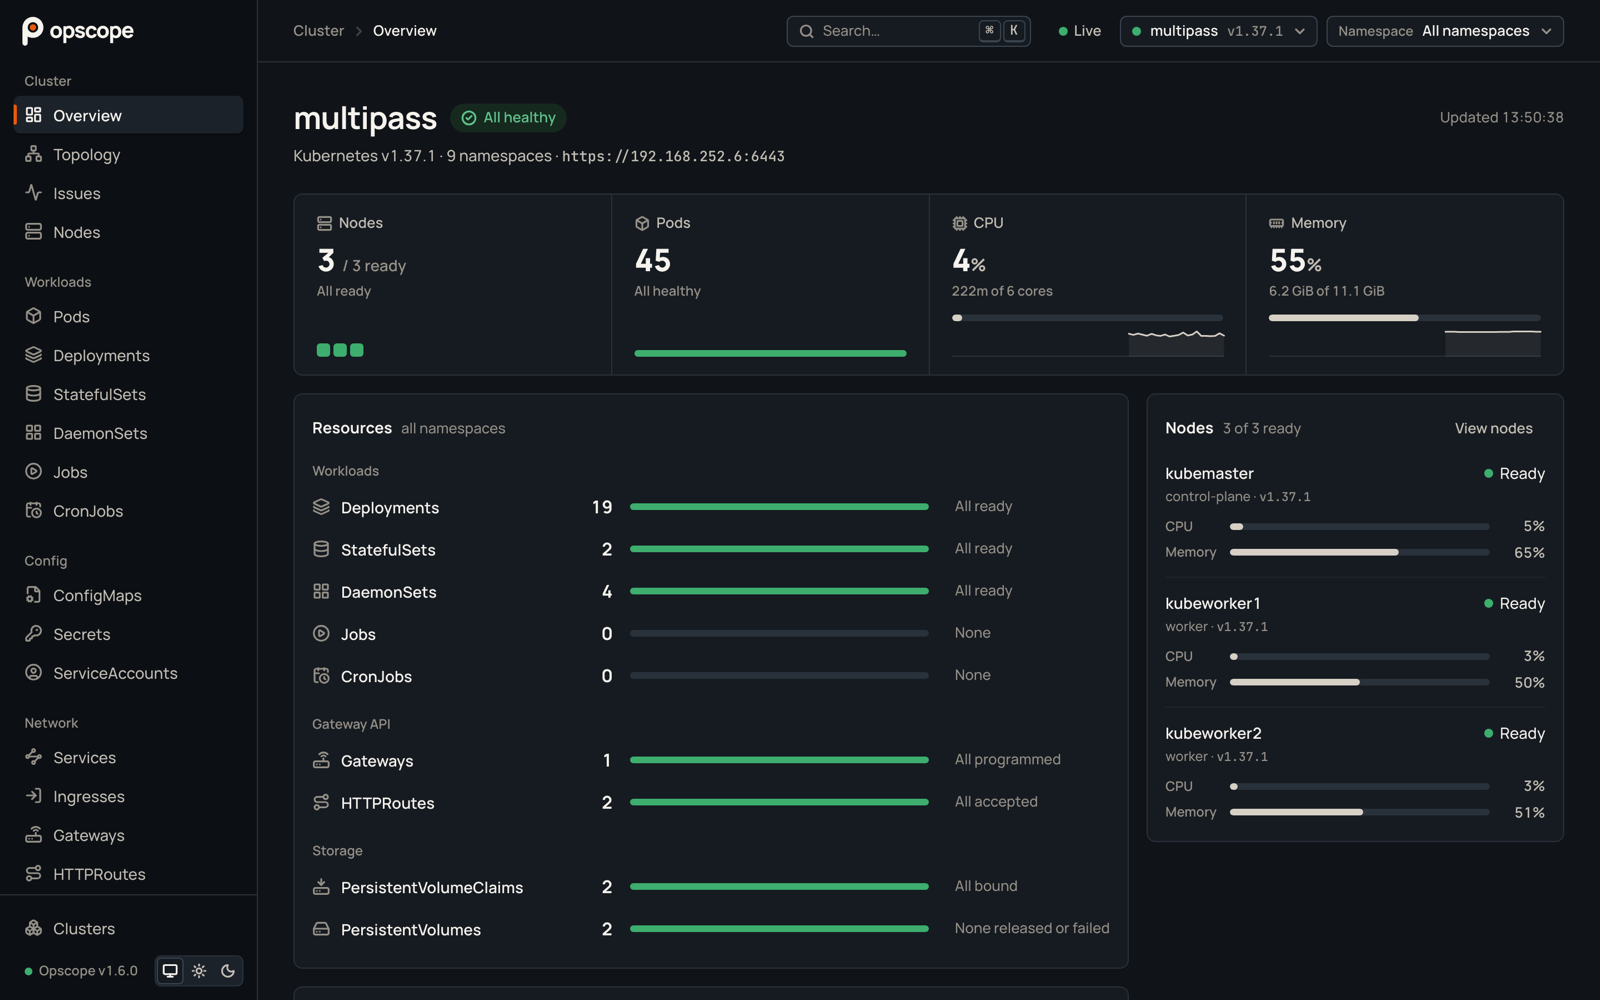 opscope
Cluster
Overview
Topology
Issues
Nodes
Workloads
Pods
Deployments
StatefulSets
DaemonSets
Jobs
CronJobs
Config
ConfigMaps
Secrets
ServiceAccounts
Network
Services
Ingresses
Gateways
HTTPRoutes
Clusters
Opscope v1.6.0
Cluster > Overview
Search... ⌘ K
Live
multipass v1.37.1
Namespace All namespaces
multipass All healthy
Updated 13:50:38
Kubernetes v1.37.1 · 9 namespaces · https://192.168.252.6:6443
Nodes
3 / 3 ready
All ready
Pods
45
All healthy
CPU
4%
222m of 6 cores
Memory
55%
6.2 GiB of 11.1 GiB
Resources all namespaces
Workloads
Deployments 19 All ready
StatefulSets 2 All ready
DaemonSets 4 All ready
Jobs 0 None
CronJobs 0 None
Gateway API
Gateways 1 All programmed
HTTPRoutes 2 All accepted
Storage
PersistentVolumeClaims 2 All bound
PersistentVolumes 2 None released or failed
Nodes 3 of 3 ready View nodes
kubemaster Ready
control-plane · v1.37.1
CPU 5%
Memory 65%
kubeworker1 Ready
worker · v1.37.1
CPU 3%
Memory 50%
kubeworker2 Ready
worker · v1.37.1
CPU 3%
Memory 51%